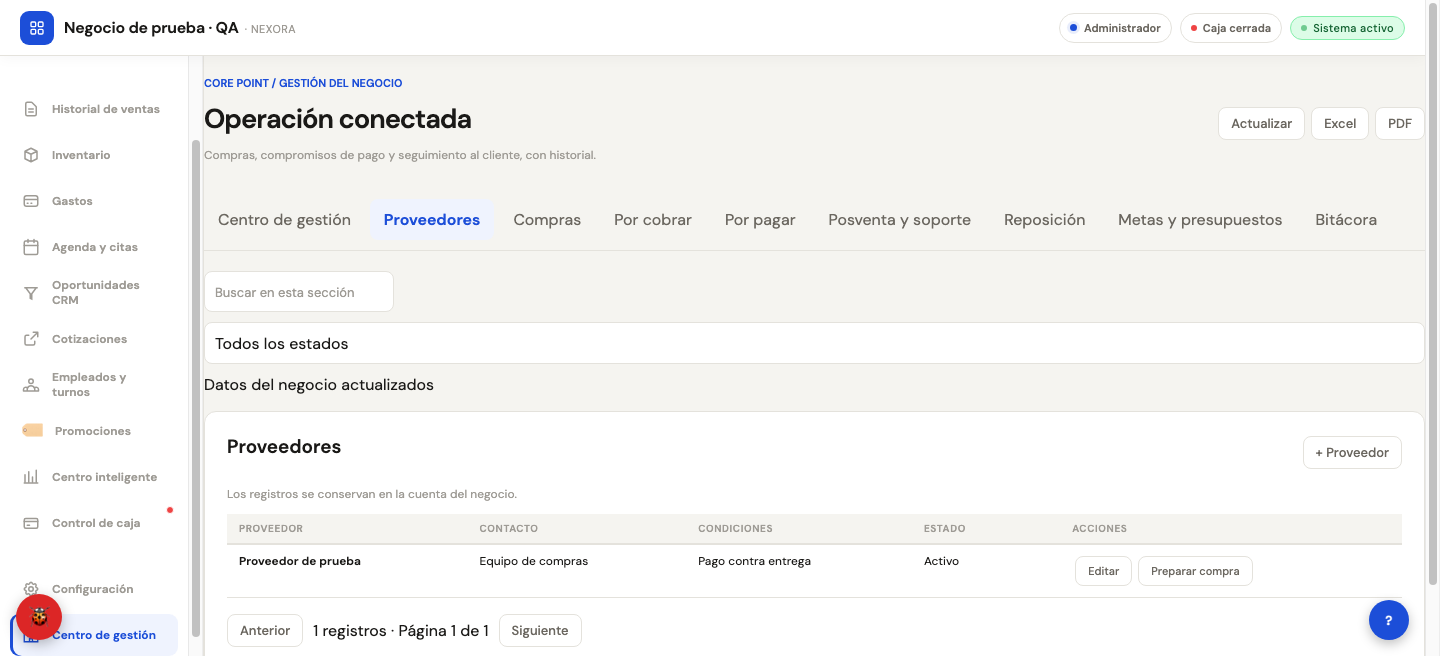 Negocio de prueba · QA · NEXORA
Administrador
Caja cerrada
Sistema activo
Historial de ventas
Inventario
Gastos
Agenda y citas
Oportunidades
CRM
Cotizaciones
Empleados y
turnos
Promociones
Centro inteligente
Control de caja
Configuración
Centro de gestión
CORE POINT / GESTIÓN DEL NEGOCIO
Operación conectada
Compras, compromisos de pago y seguimiento al cliente, con historial.
Actualizar
Excel
PDF
Centro de gestión
Proveedores
Compras
Por cobrar
Por pagar
Posventa y soporte
Reposición
Metas y presupuestos
Bitácora
Buscar en esta sección
Todos los estados
Datos del negocio actualizados
Proveedores
+ Proveedor
Los registros se conservan en la cuenta del negocio.
PROVEEDOR CONTACTO CONDICIONES ESTADO ACCIONES
Proveedor de prueba Equipo de compras Pago contra entrega Activo Editar Preparar compra
Anterior 1 registros · Página 1 de 1 Siguiente
?